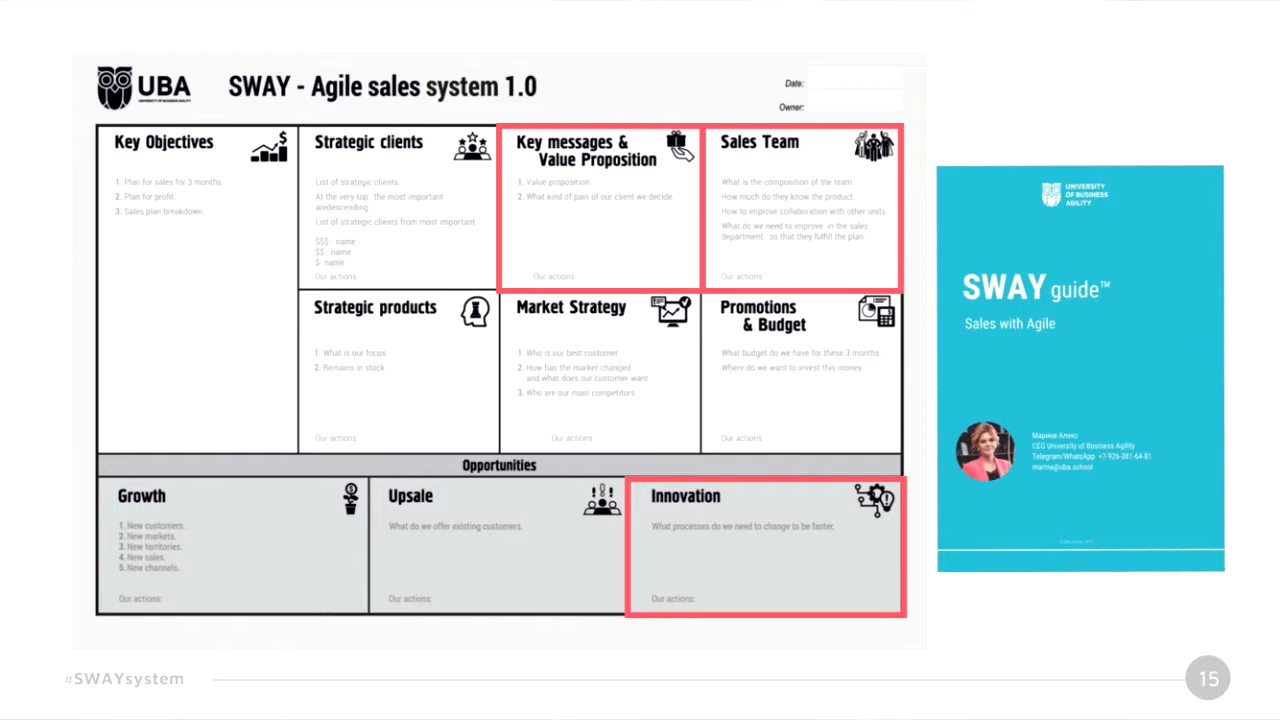 UBA
UNIVERSITY OF BUSINESS AGILITY
SWAY - Agile sales system 1.0
Date:
Owner:
Key Objectives
1. Plan for sales for 3 months
2. Plan for profit
3. Sales plan breakdown
Strategic clients
List of strategic clients.
At the very top, the most important
aredescending
List of strategic clients from most important
$$$ - name
$$ - name
$- name
Our actions
Key messages &
Value Proposition
1. Value proposition
2. What kind of pain of our client we decide.
Our actions
Sales Team
What is the composition of the team
How much do they know the product.
How to improve collaboration with other units.
What do we need to improve in the sales
department so that they fulfill the plan.
Our actions:
Strategic products
1. What is our focus
2. Remains in stock.
Our actions
Market Strategy
1. Who is our best customer
2. How has the market changed
and what does our customer want
3. Who are our main competitors
Our actions
Promotions
& Budget
What budget do we have for these 3 months
Where do we want to invest this money
Our actions:
Opportunities
Growth
1. New customers.
2. New markets.
3. New territories.
4. New sales.
5. New channels.
Our actions:
Upsale
What do we offer existing customers.
Our actions:
Innovation
What processes do we need to change to be faster.
Our actions:
UNIVERSITY
OF BUSINESS
AGILITY
SWAY guide™
Sales with Agile
Марина Алекс
CEO University of Business Agility
Telegram/WhatsApp +7-926-381-64-81
marina@uba.school
#SWAYsystem
15